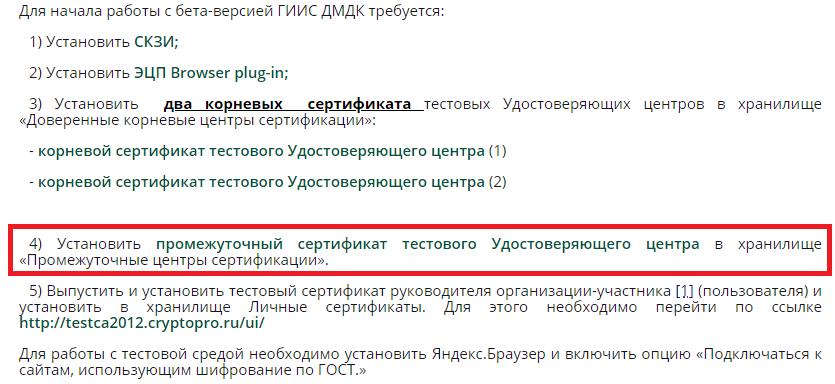 Для начала работы с бета-версией ГИИС ДМДК требуется:
1) Установить СКЗИ;
2) Установить ЭЦП Browser plug-in;
3) Установить два корневых сертификата тестовых Удостоверяющих центров в хранилище
«Доверенные корневые центры сертификации»:
- корневой сертификат тестового Удостоверяющего центра (1)
- корневой сертификат тестового Удостоверяющего центра (2)
4) Установить промежуточный сертификат тестового Удостоверяющего центра в хранилище
«Промежуточные центры сертификации».
5) Выпустить и установить тестовый сертификат руководителя организации-участника [1] (пользователя) и
установить в хранилище Личные сертификаты. Для этого необходимо перейти по ссылке
http://testca2012.cryptopro.ru/ui/
Для работы с тестовой средой необходимо установить Яндекс.Браузер и включить опцию «Подключаться к
сайтам, использующим шифрование по ГОСТ.»